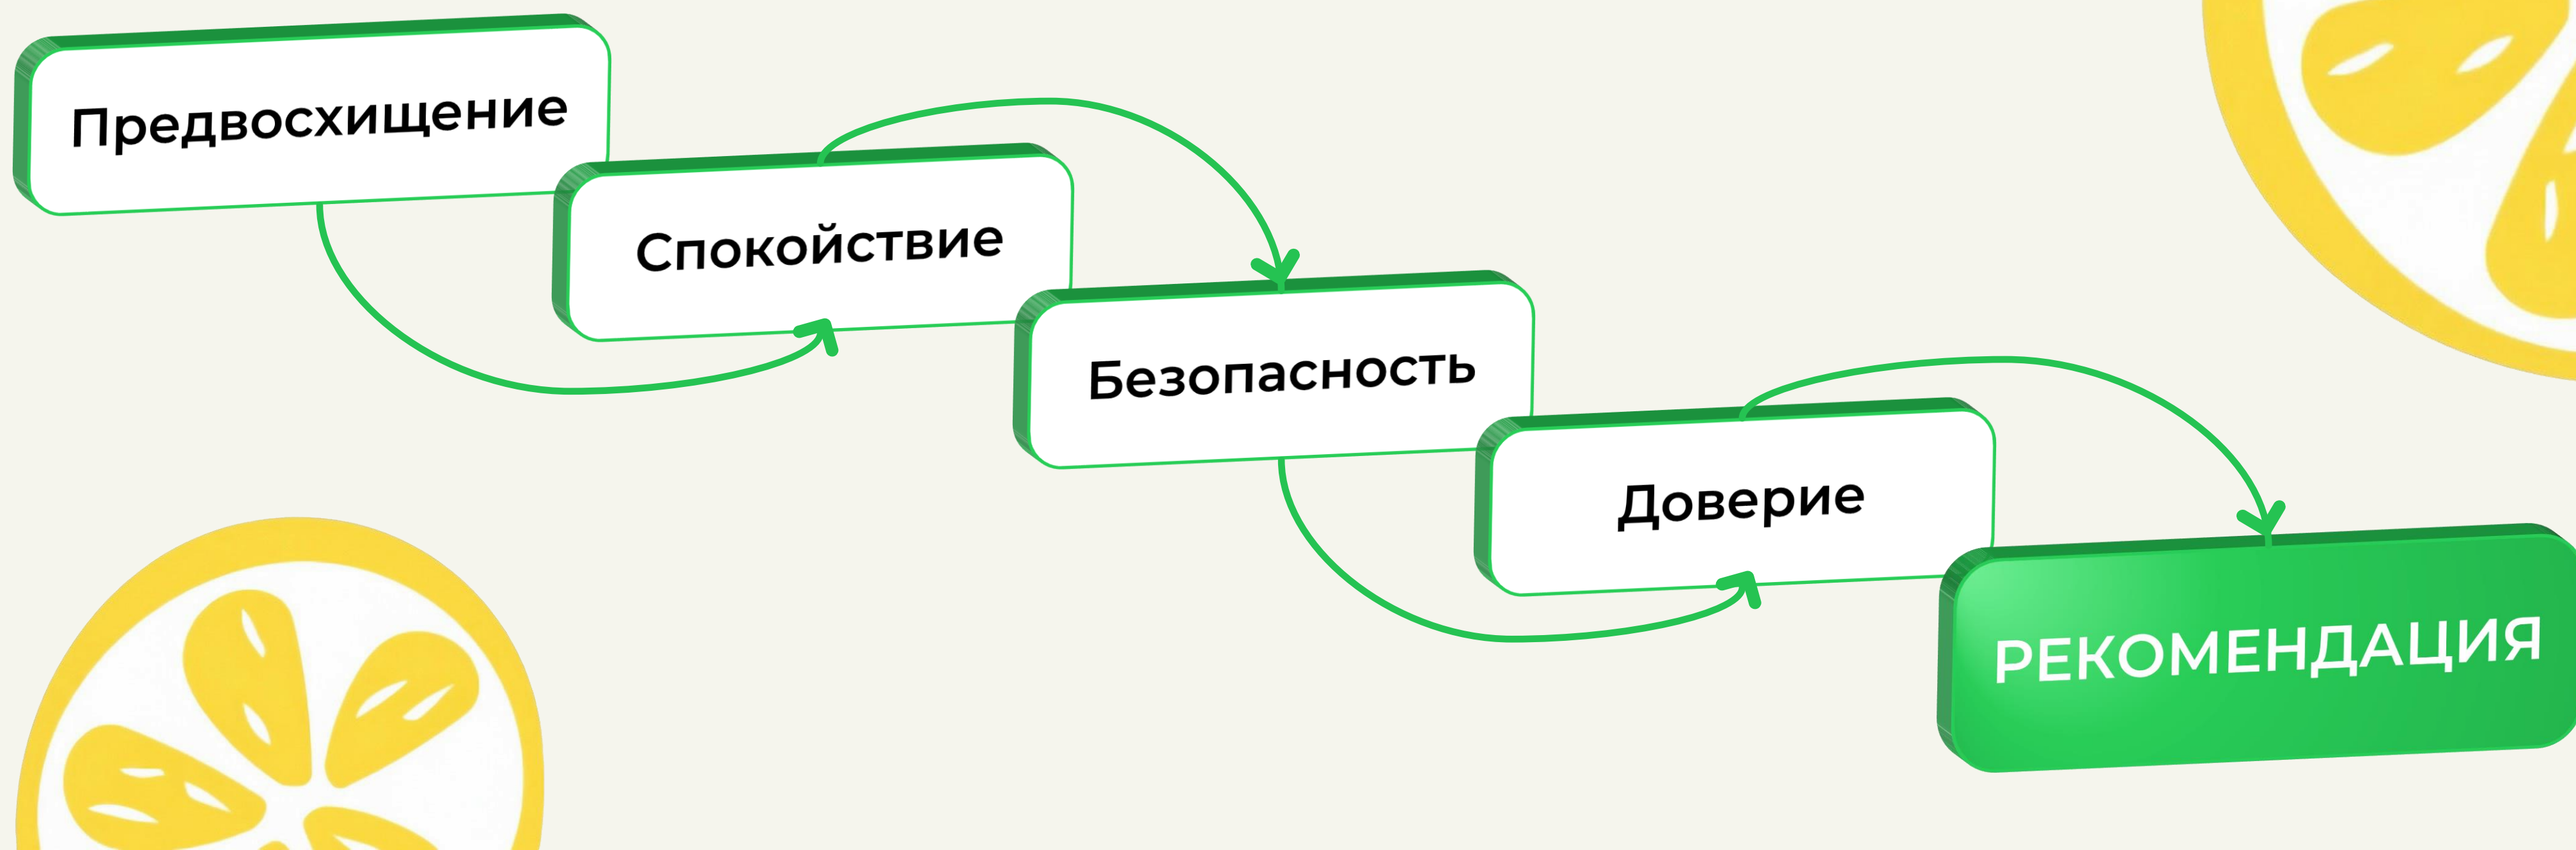 Предвосхищение
Спокойствие
Безопасность
Доверие
РЕКОМЕНДАЦИЯ